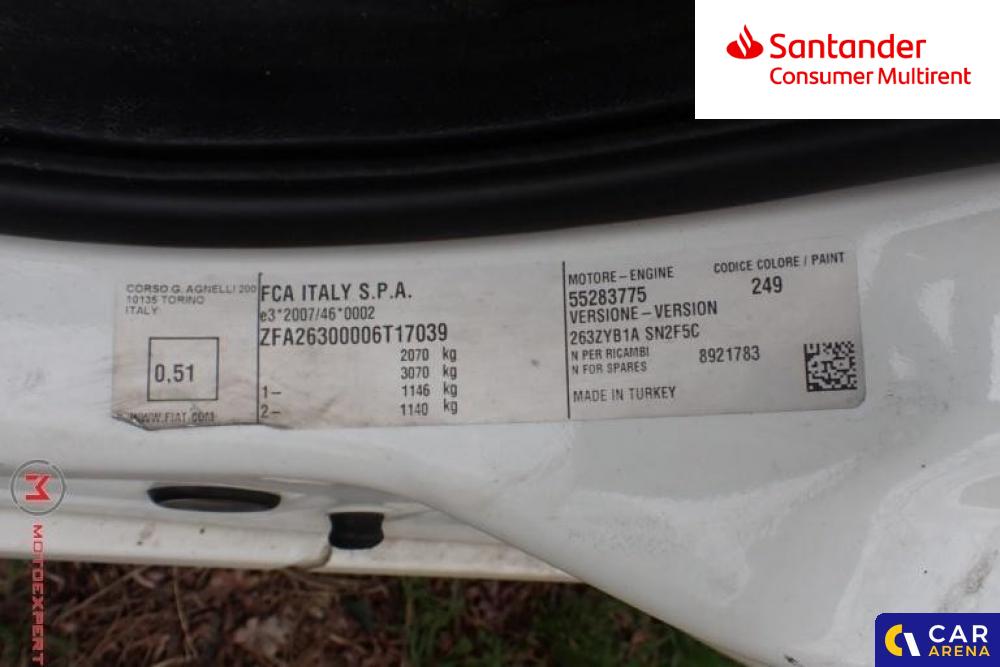 Santander
Consumer Multirent
CORSO G. AGNELLI 200
10135 TORINO
ITALY
0,51
WWW.FIAT.COM
FCA ITALY S.P.A.
e3*2007/46*0002
ZFA26300006T17039
2070 kg
3070 kg
1– 1146 kg
2– 1140 kg
MOTORE–ENGINE
55283775
VERSIONE–VERSION
263ZYB1A SN2F5C
N PER RICAMBI
N FOR SPARES
8921783
MADE IN TURKEY
CODICE COLORE / PAINT
249
M
MOTOEXPERT
CAR
ARENA